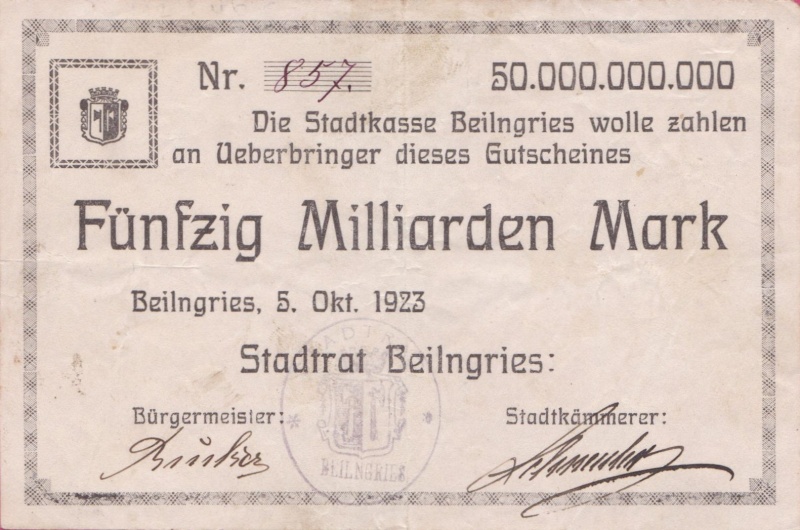 Nr. 857. 50.000.000.000
Die Stadtkasse Beilngries wolle zahlen
an Ueberbringer dieses Gutscheines
Fünfzig Milliarden Mark
Beilngries, 5. Okt. 1923
Stadtrat Beilngries:
Bürgermeister: Stadtkämmerer:
BEILNGRIES